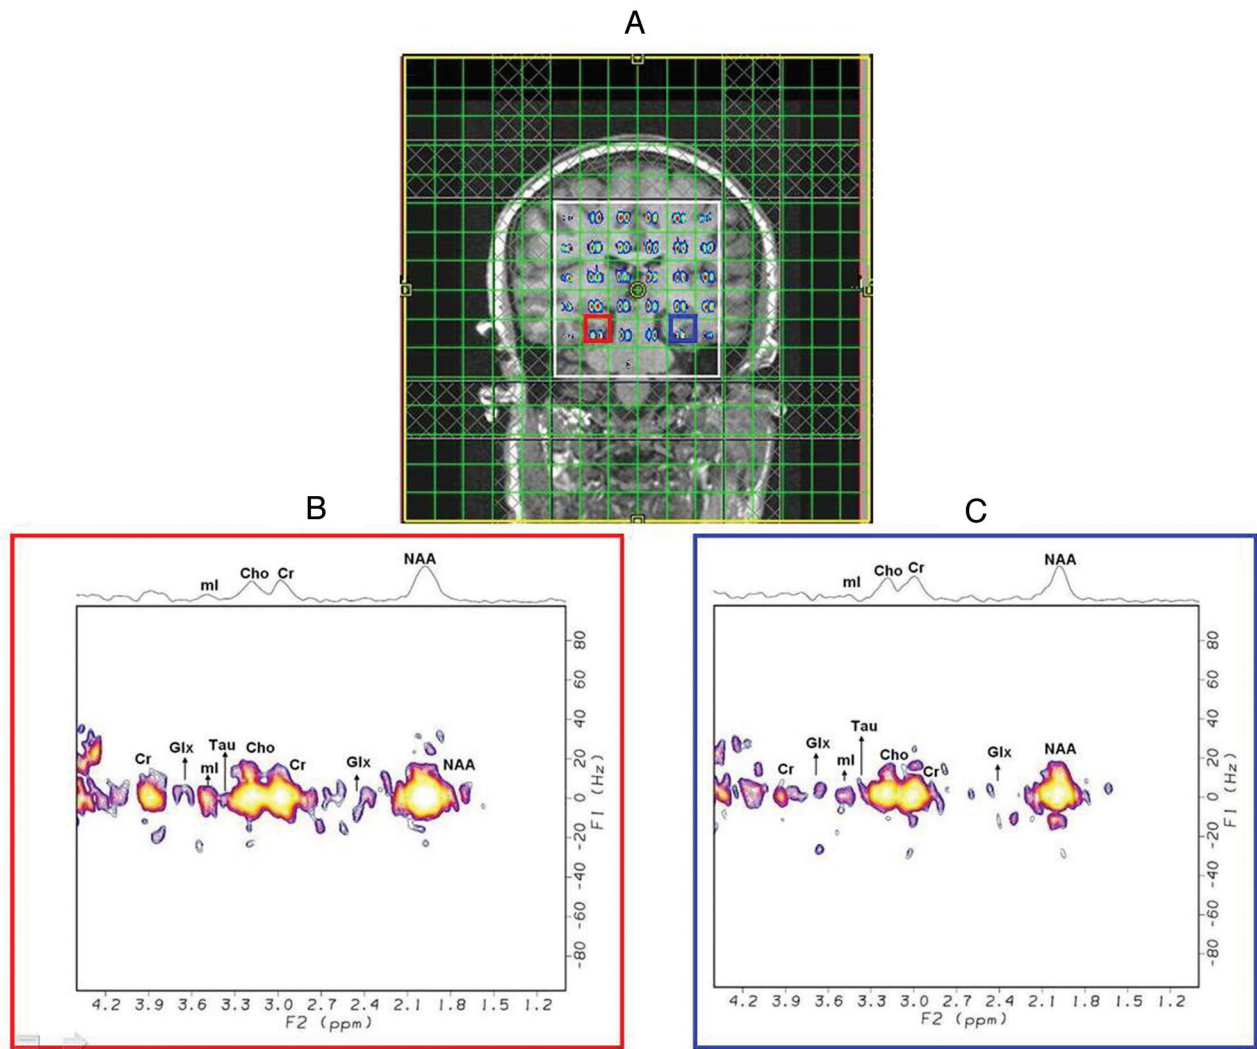 A
B
C
NAA
Cho
Cr
mI
Cr
Glx
mI
Tau
Cho
Cr
Glx
NAA
80
60
40
20
0
-20
-40
-60
-80
F1 (Hz)
4.2 3.9 3.6 3.3 3.0 2.7 2.4 2.1 1.8 1.5 1.2
F2 (ppm)
NAA
Cho
Cr
mI
Cr
Glx
mI
Tau
Cho
Cr
Glx
NAA
80
60
40
20
0
-20
-40
-60
-80
F1 (Hz)
4.2 3.9 3.6 3.3 3.0 2.7 2.4 2.1 1.8 1.5 1.2
F2 (ppm)